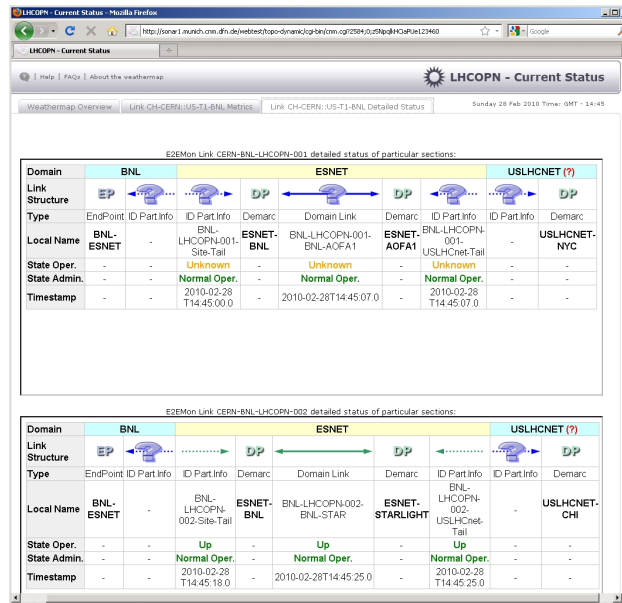 LHCOPN - Current Status - Mozilla Firefox
http://sonar1.munich.cnm.dfn.de/webtest/topo-dynamic/cgi-bin/cnm.cgi?2584;0;z5NpqlkHCiaPUe123460
Google
LHCOPN - Current Status
Help | FAQs | About the weathermap
LHCOPN - Current Status
Weathermap Overview
Link CH-CERN::US-T1-BNL Metrics
Link CH-CERN::US-T1-BNL Detailed Status
Sunday 28 Feb 2010 Time: GMT - 14:45
E2EMon Link CERN-BNL-LHCOPN-001 detailed status of particular sections:
Domain BNL ESNET USLHCNET (?)
Link
Structure
EP ? ? DP ? DP ? ? DP
Type EndPoint ID Part.Info ID Part.Info Demarc Domain Link Demarc ID Part.Info ID Part.Info Demarc
Local Name BNL-
ESNET - BNL-
LHCOPN-001-
Site-Tail ESNET-
BNL BNL-LHCOPN-001-
BNL-AOFA1 ESNET-
AOFA1 BNL-LHCOPN-
001-
USLHCnet-Tail - USLHCNET-
NYC
State Oper. - - Unknown - Unknown - Unknown - -
State Admin. - - Normal Oper. - Normal Oper. - Normal Oper. - -
Timestamp - - 2010-02-28
T14:45:00.0 - 2010-02-28T14:45:07.0 - 2010-02-28
T14:45:07.0 - -
E2EMon Link CERN-BNL-LHCOPN-002 detailed status of particular sections:
Domain BNL ESNET USLHCNET (?)
Link
Structure
EP ? DP DP ? DP
Type EndPoint ID Part.Info ID Part.Info Demarc Domain Link Demarc ID Part.Info ID Part.Info Demarc
Local Name BNL-
ESNET - BNL-
LHCOPN-
002-Site-Tail ESNET-
BNL BNL-LHCOPN-002-
BNL-STAR ESNET-
STARLIGHT BNL-
LHCOPN-
002-
USLHCnet-
Tail - USLHCNET-
CHI
State Oper. - - Up - Up - Up - -
State Admin. - - Normal Oper. - Normal Oper. - Normal Oper. - -
Timestamp - - 2010-02-28
T14:45:18.0 - 2010-02-28T14:45:25.0 - 2010-02-28
T14:45:25.0 - -